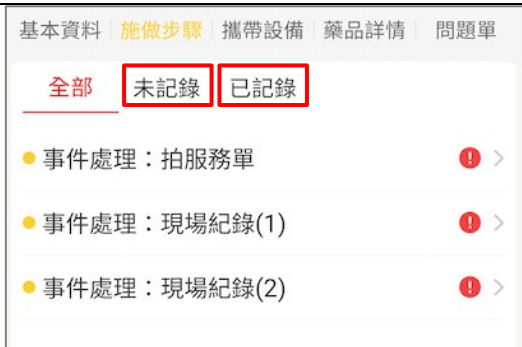 基本資料 施做步驟 攜帶設備 藥品詳情 問題單
全部 未記錄 已記錄
事件處理：拍服務單
事件處理：現場紀錄(1)
事件處理：現場紀錄(2)